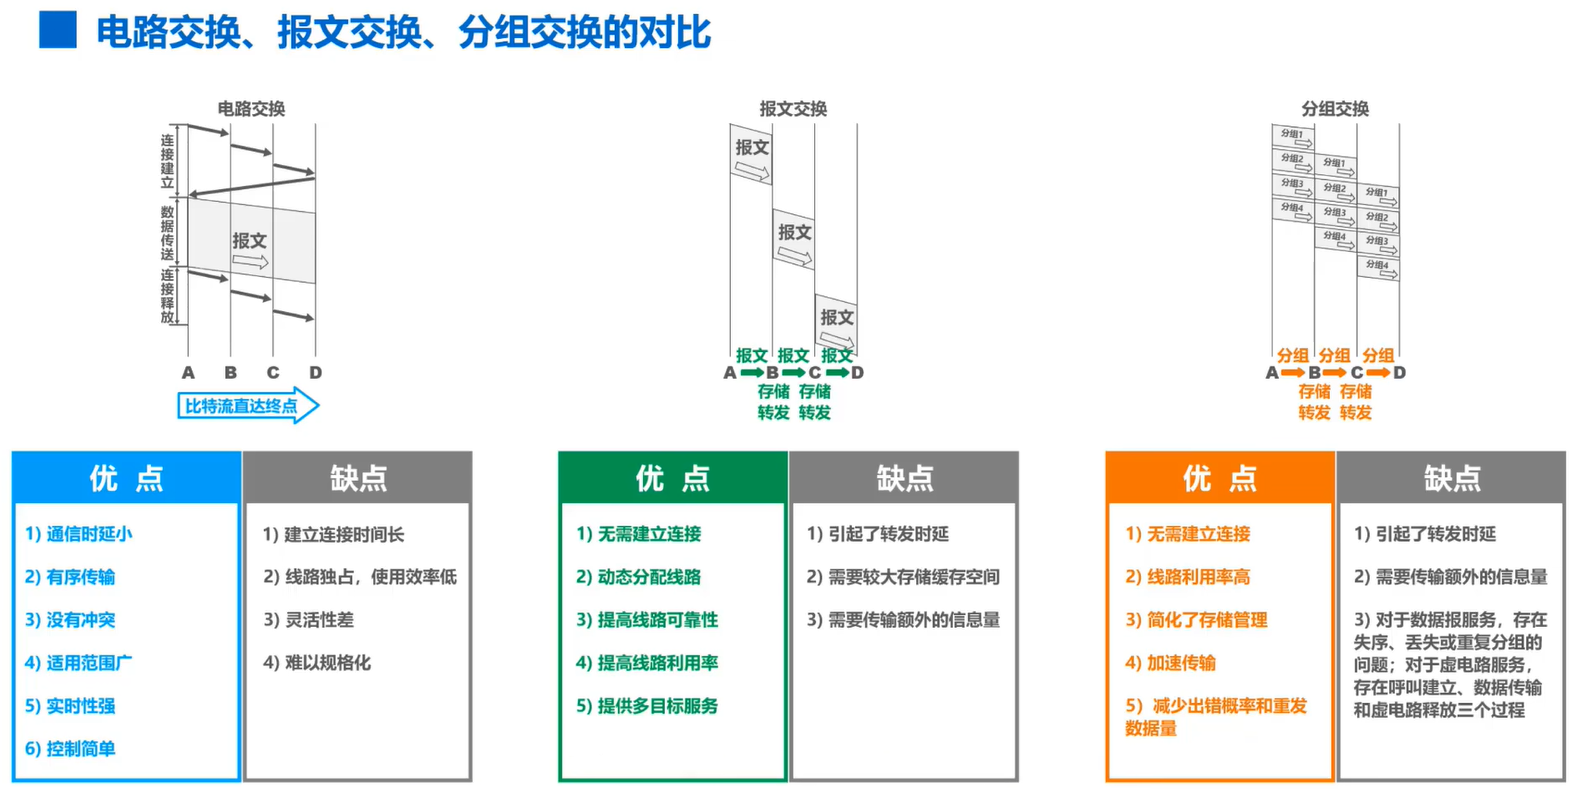 电路交换、报文交换、分组交换的对比
电路交换
连接建立
数据传送
连接释放
报文
A B C D
比特流直达终点
报文交换
报文
报文
报文
报文 报文 报文
A B C D
存储 存储
转发 转发
分组交换
分组1
分组2 分组1
分组3 分组2 分组1
分组4 分组3 分组2
分组4 分组3
分组4
分组 分组 分组
A B C D
存储 存储
转发 转发
优 点
1) 通信时延小
2) 有序传输
3) 没有冲突
4) 适用范围广
5) 实时性强
6) 控制简单
缺点
1) 建立连接时间长
2) 线路独占，使用效率低
3) 灵活性差
4) 难以规格化
优 点
1) 无需建立连接
2) 动态分配线路
3) 提高线路可靠性
4) 提高线路利用率
5) 提供多目标服务
缺点
1) 引起了转发时延
2) 需要较大存储缓存空间
3) 需要传输额外的信息量
优 点
1) 无需建立连接
2) 线路利用率高
3) 简化了存储管理
4) 加速传输
5) 减少出错概率和重发
数据量
缺点
1) 引起了转发时延
2) 需要传输额外的信息量
3) 对于数据报服务，存在
失序、丢失或重复分组的
问题；对于虚电路服务，
存在呼叫建立、数据传输
和虚电路释放三个过程